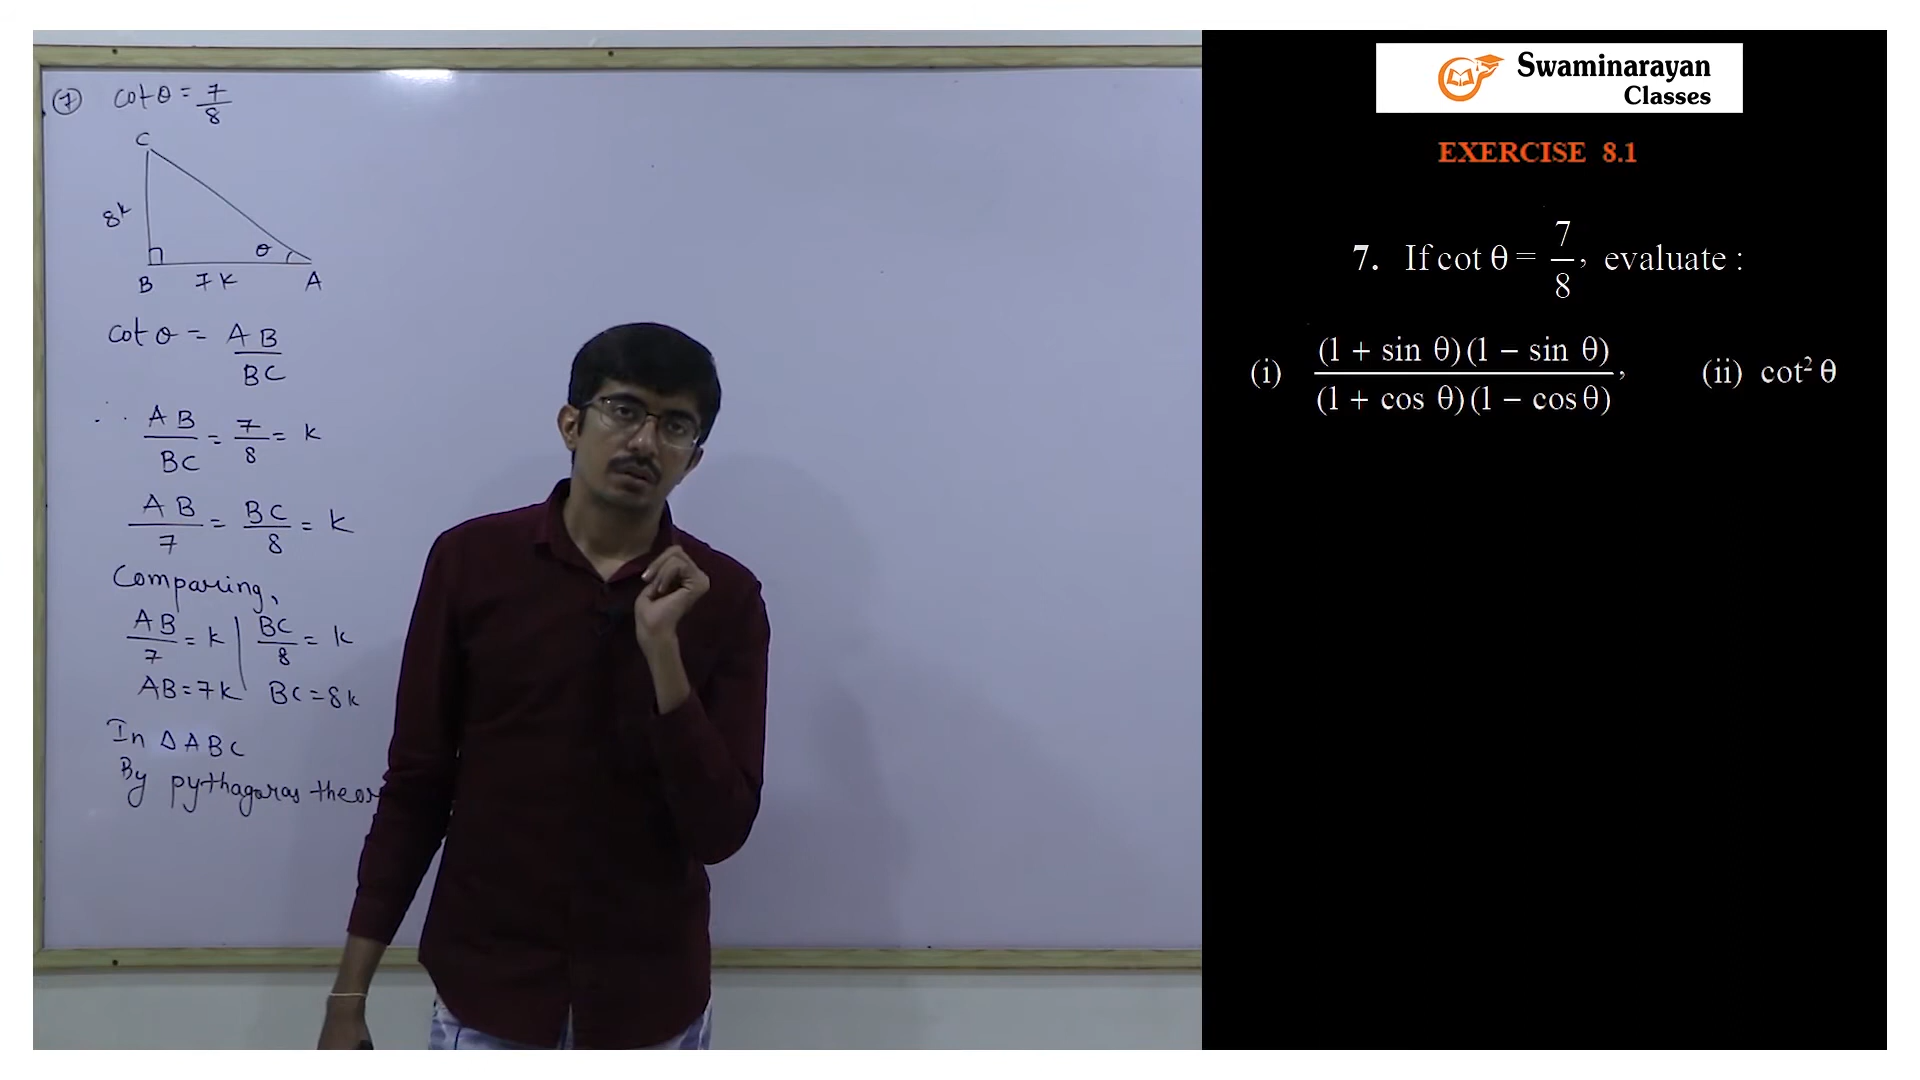 (7) cot θ = 7/8
C
8k
θ
B 7k A
cot θ = AB/BC
∴ AB/BC = 7/8 = k
AB/7 = BC/8 = k
Comparing,
AB/7 = k | BC/8 = k
AB = 7k BC = 8k
In Δ ABC
By pythagoras theor
Swaminarayan
Classes
EXERCISE 8.1
7. If cot θ = 7/8, evaluate :
(i) (1 + sin θ)(1 − sin θ)/(1 + cos θ)(1 − cos θ), (ii) cot² θ